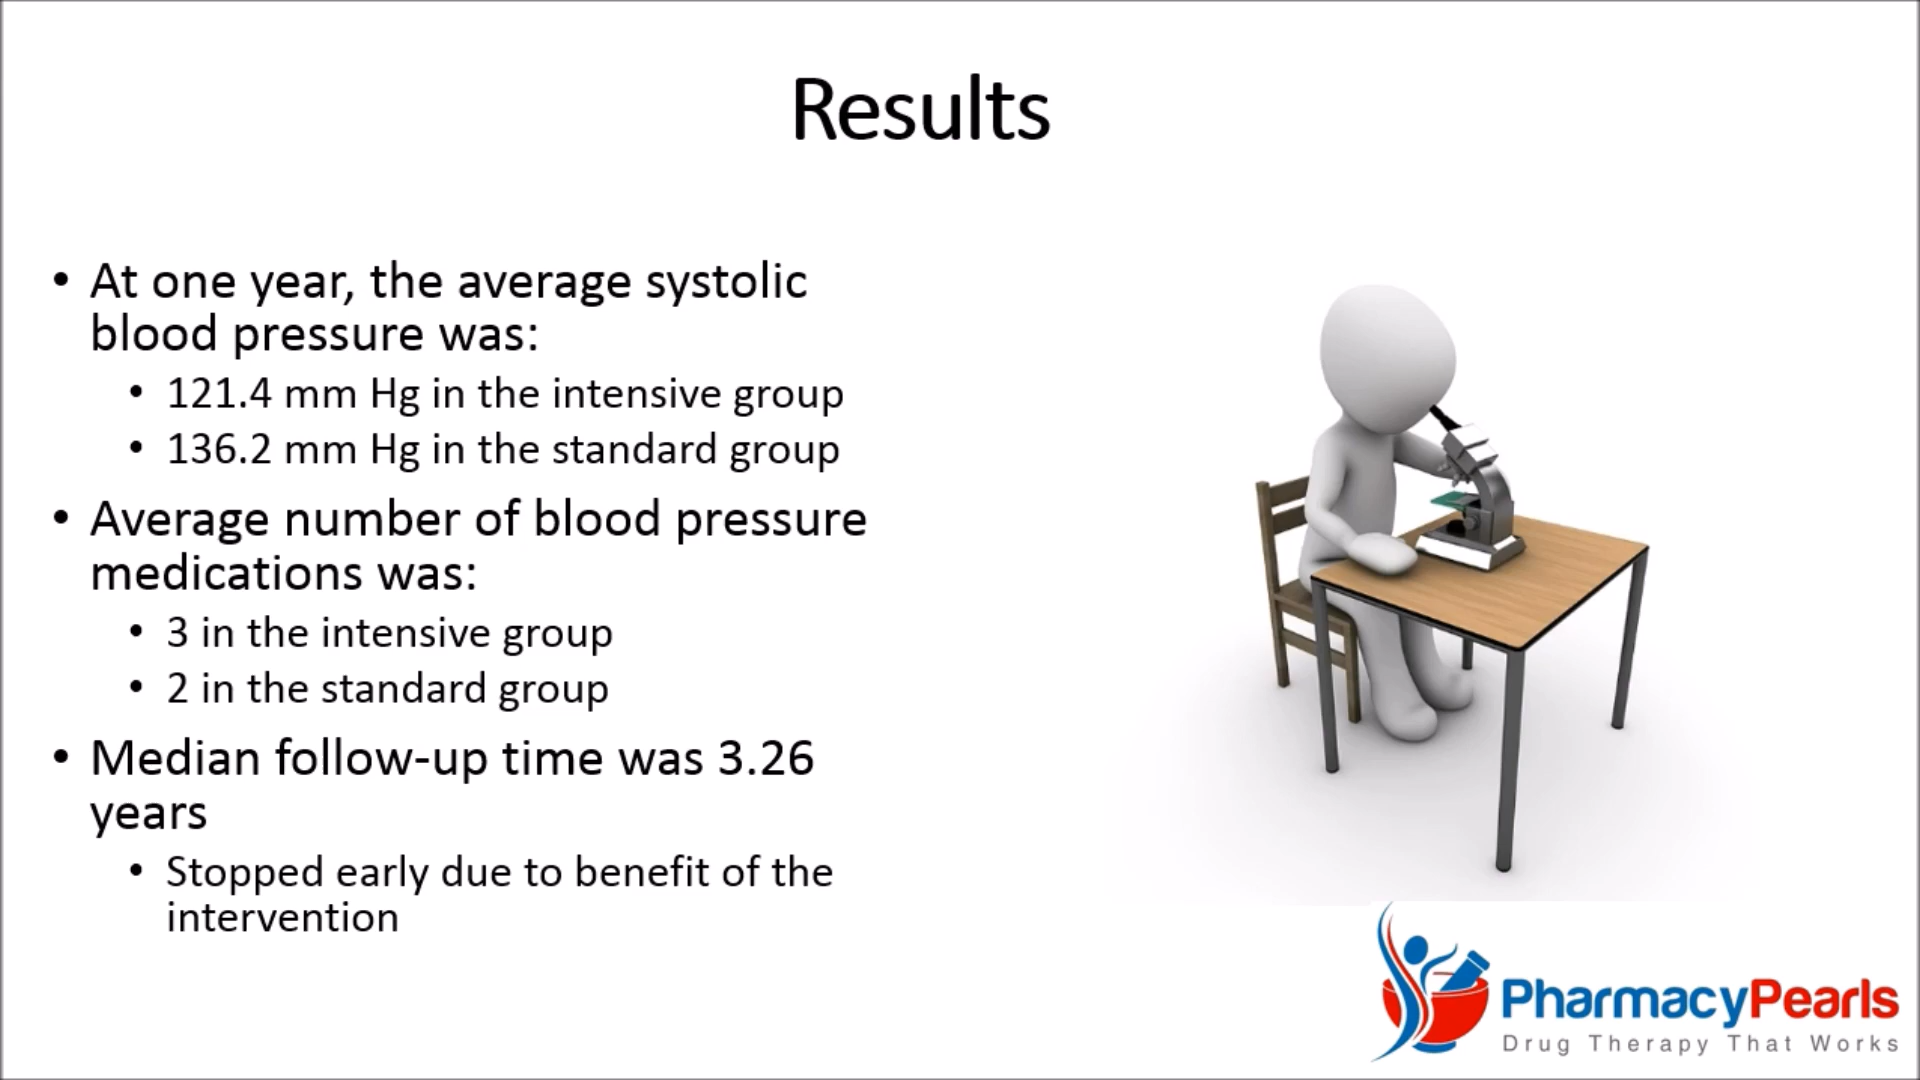 Results
• At one year, the average systolic
blood pressure was:
• 121.4 mm Hg in the intensive group
• 136.2 mm Hg in the standard group
• Average number of blood pressure
medications was:
• 3 in the intensive group
• 2 in the standard group
• Median follow-up time was 3.26
years
• Stopped early due to benefit of the
intervention
PharmacyPearls
Drug Therapy That Works